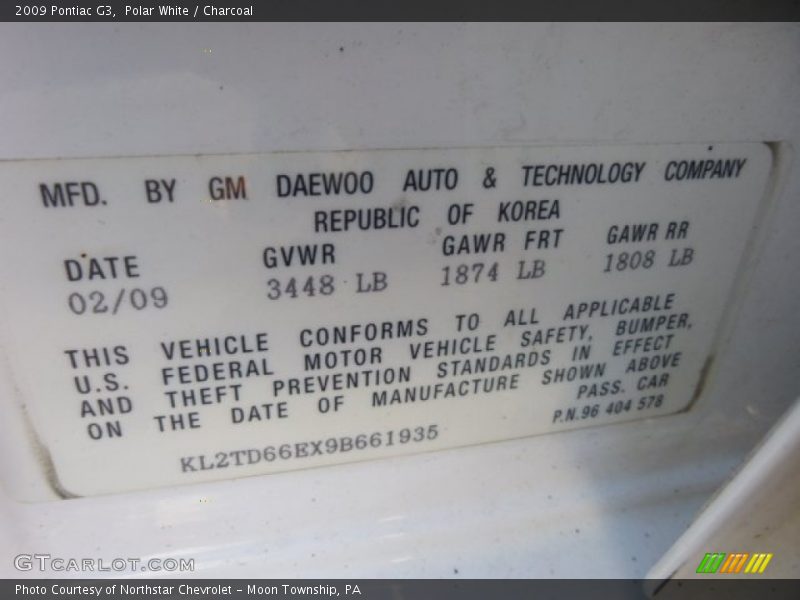 2009 Pontiac G3, Polar White / Charcoal
MFD. BY GM DAEWOO AUTO & TECHNOLOGY COMPANY
REPUBLIC OF KOREA
DATE GVWR GAWR FRT GAWR RR
02/09 3448 LB 1874 LB 1808 LB
THIS VEHICLE CONFORMS TO ALL APPLICABLE
U.S. FEDERAL MOTOR VEHICLE SAFETY, BUMPER,
AND THEFT PREVENTION STANDARDS IN EFFECT
ON THE DATE OF MANUFACTURE SHOWN ABOVE
PASS. CAR
KL2TD66EX9B661935 P.N.96 404 578
GTCARLOT.COM
Photo Courtesy of Northstar Chevrolet - Moon Township, PA